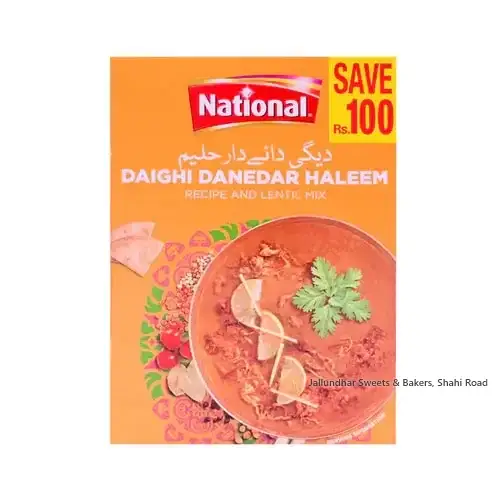 SAVE
Rs.100
National
دیگی دانے دار حلیم
DAIGHI DANEDAR HALEEM
RECIPE AND LENTIL MIX
Jallundhar Sweets & Bakers, Shahi Road